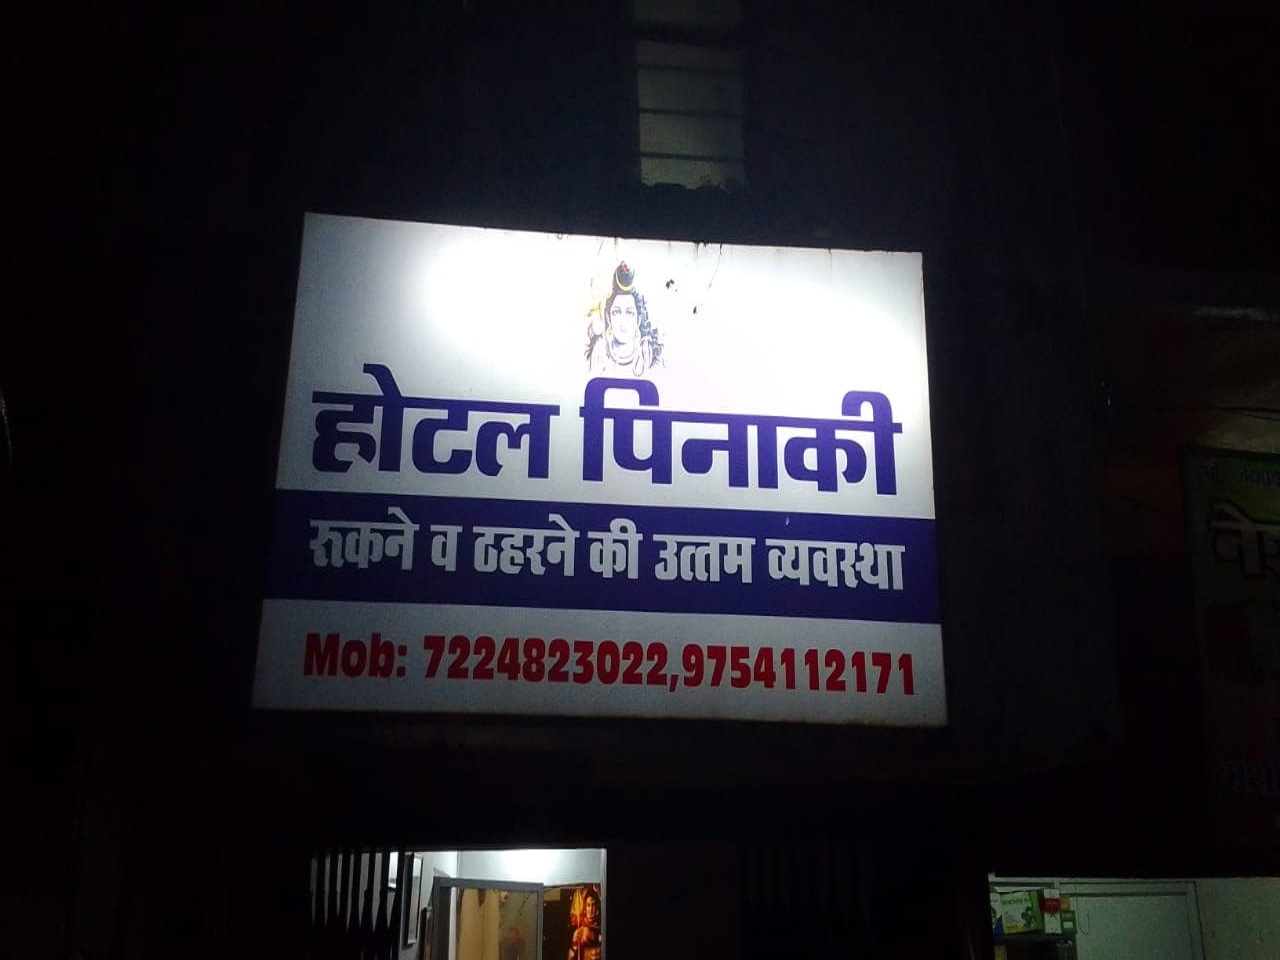 होटल पिनाकी
रूकने व ठहरने की उत्तम व्यवस्था
Mob: 7224823022,9754112171